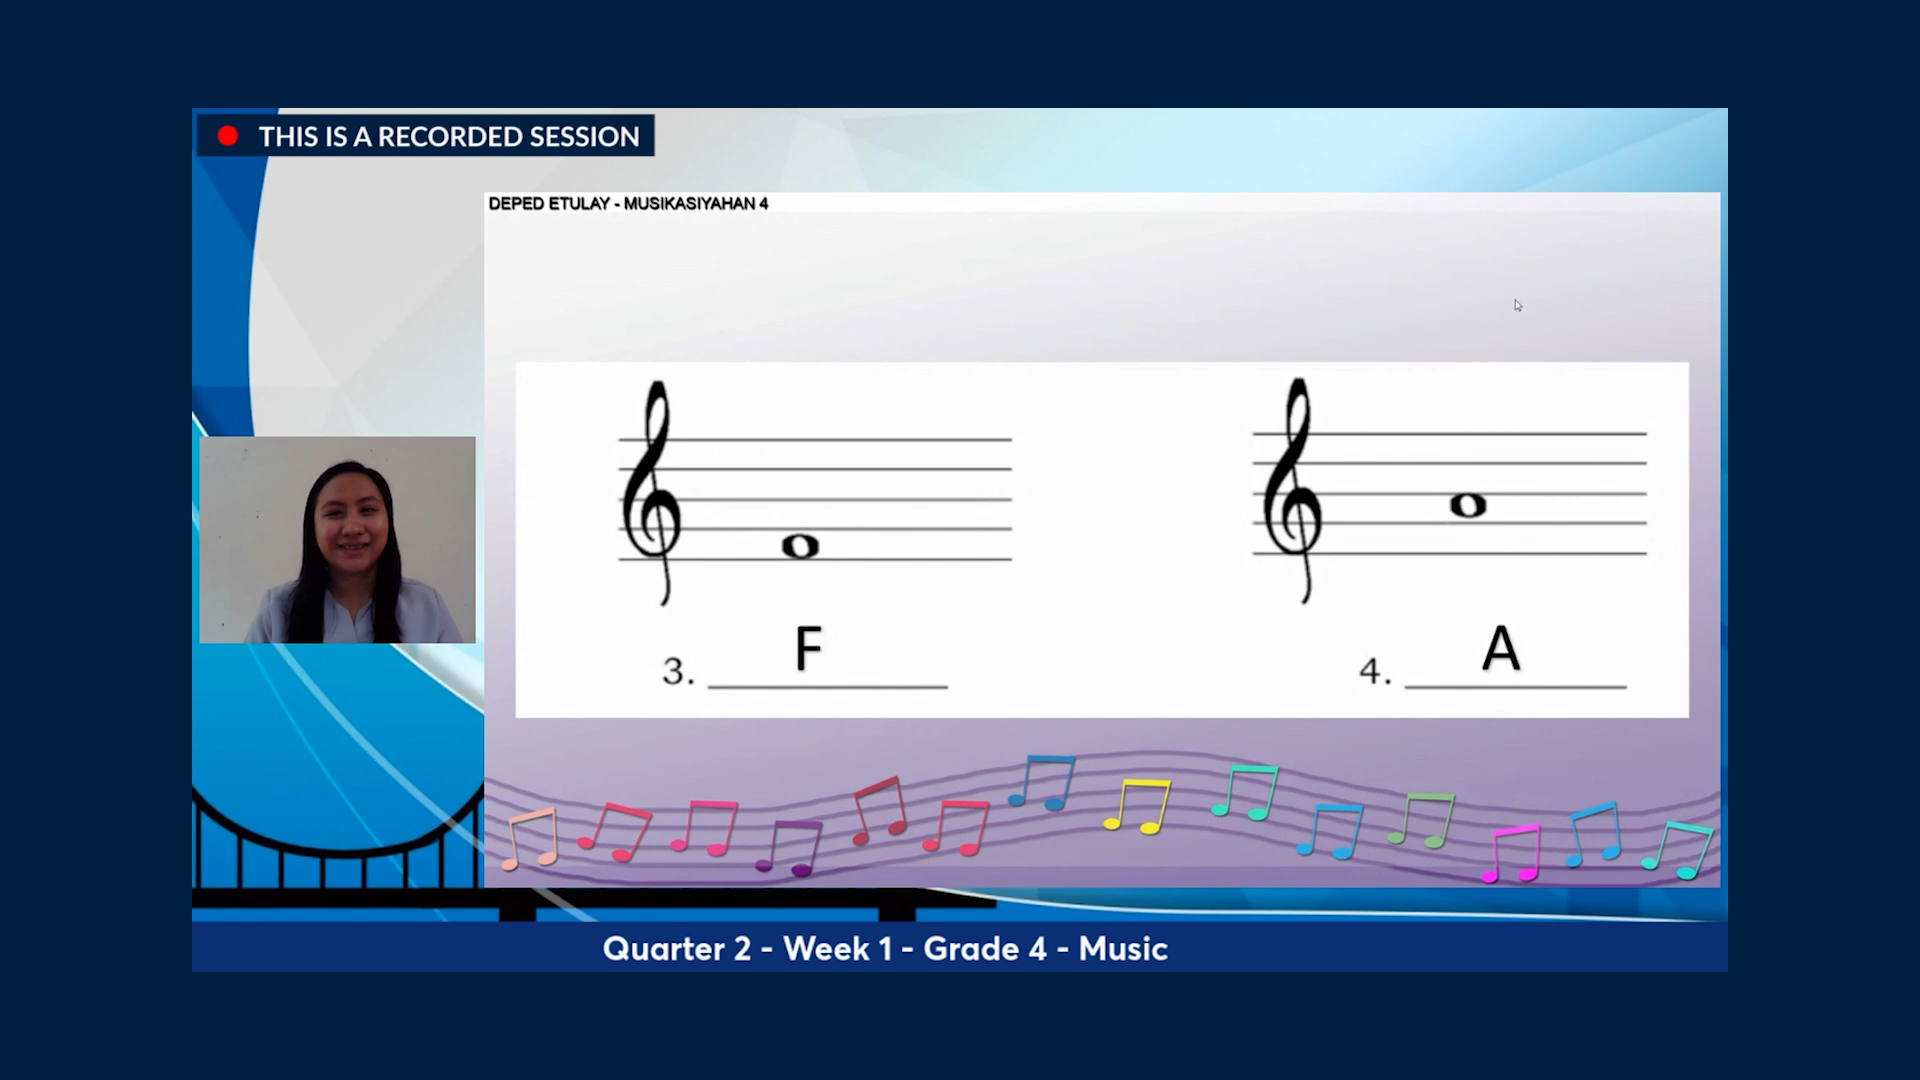 THIS IS A RECORDED SESSION
DEPED ETULAY - MUSIKASIYAHAN 4
3. F
4. A
Quarter 2 - Week 1 - Grade 4 - Music